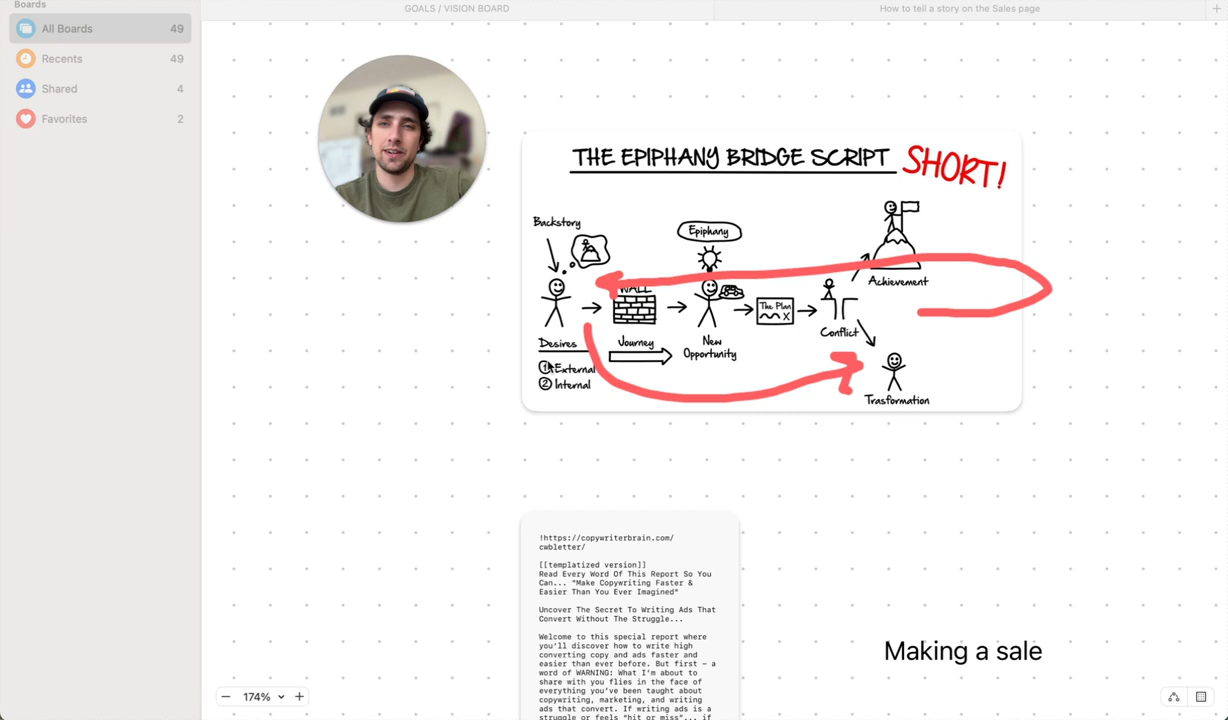 Boards
All Boards 49
Recents 49
Shared 4
Favorites 2
GOALS / VISION BOARD
How to tell a story on the Sales page
THE EPIPHANY BRIDGE SCRIPT SHORT!
Backstory
Epiphany
WALL
The Plan
X
Achievement
Conflict
Desires
Journey
New
Opportunity
1 External
2 Internal
Trasformation
!https://copywriterbrain.com/
cwbletter/
[[templatized version]]
Read Every Word Of This Report So You
Can... "Make Copywriting Faster &
Easier Than You Ever Imagined"
Uncover The Secret To Writing Ads That
Convert Without The Struggle...
Welcome to this special report where
you'll discover how to write high
converting copy and ads faster and
easier than ever before. But first – a
word of WARNING: What I'm about to
share with you flies in the face of
everything you've been taught about
copywriting, marketing, and writing
ads that convert. If writing ads is a
struggle or feels "hit or miss"... if
Making a sale
174%